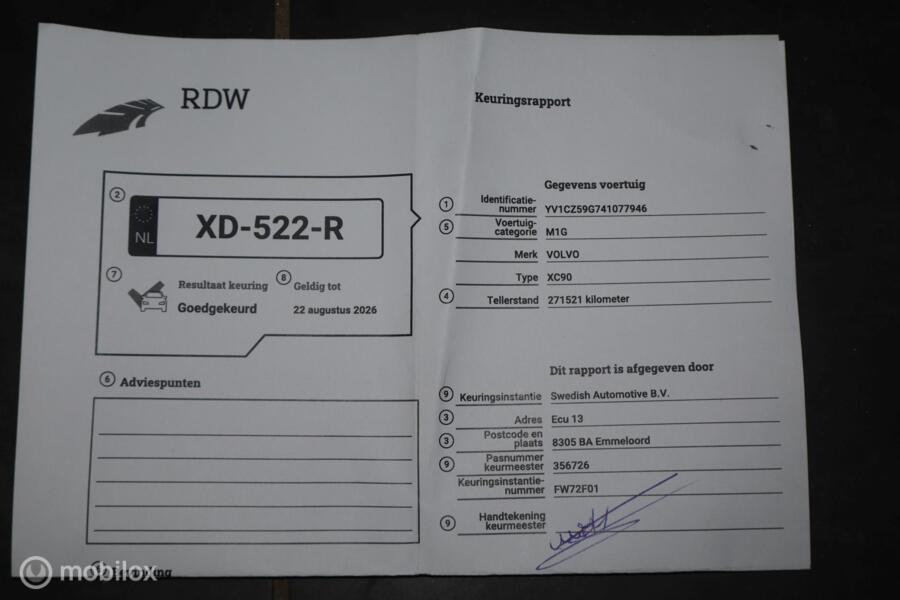 RDW
Keuringsrapport
2
NL
XD-522-R
7
Resultaat keuring
Goedgekeurd
8
Geldig tot
22 augustus 2026
6 Adviespunten
Gegevens voertuig
1 Identificatie-
nummer YV1CZ59G741077946
5 Voertuig-
categorie M1G
Merk VOLVO
Type XC90
4 Tellerstand 271521 kilometer
Dit rapport is afgegeven door
9 Keuringsinstantie Swedish Automotive B.V.
3 Adres Ecu 13
3 Postcode en
plaats 8305 BA Emmeloord
9 Pasnummer
keurmeester 356726
Keuringsinstantie-
nummer FW72F01
9 Handtekening
keurmeester
mobilox